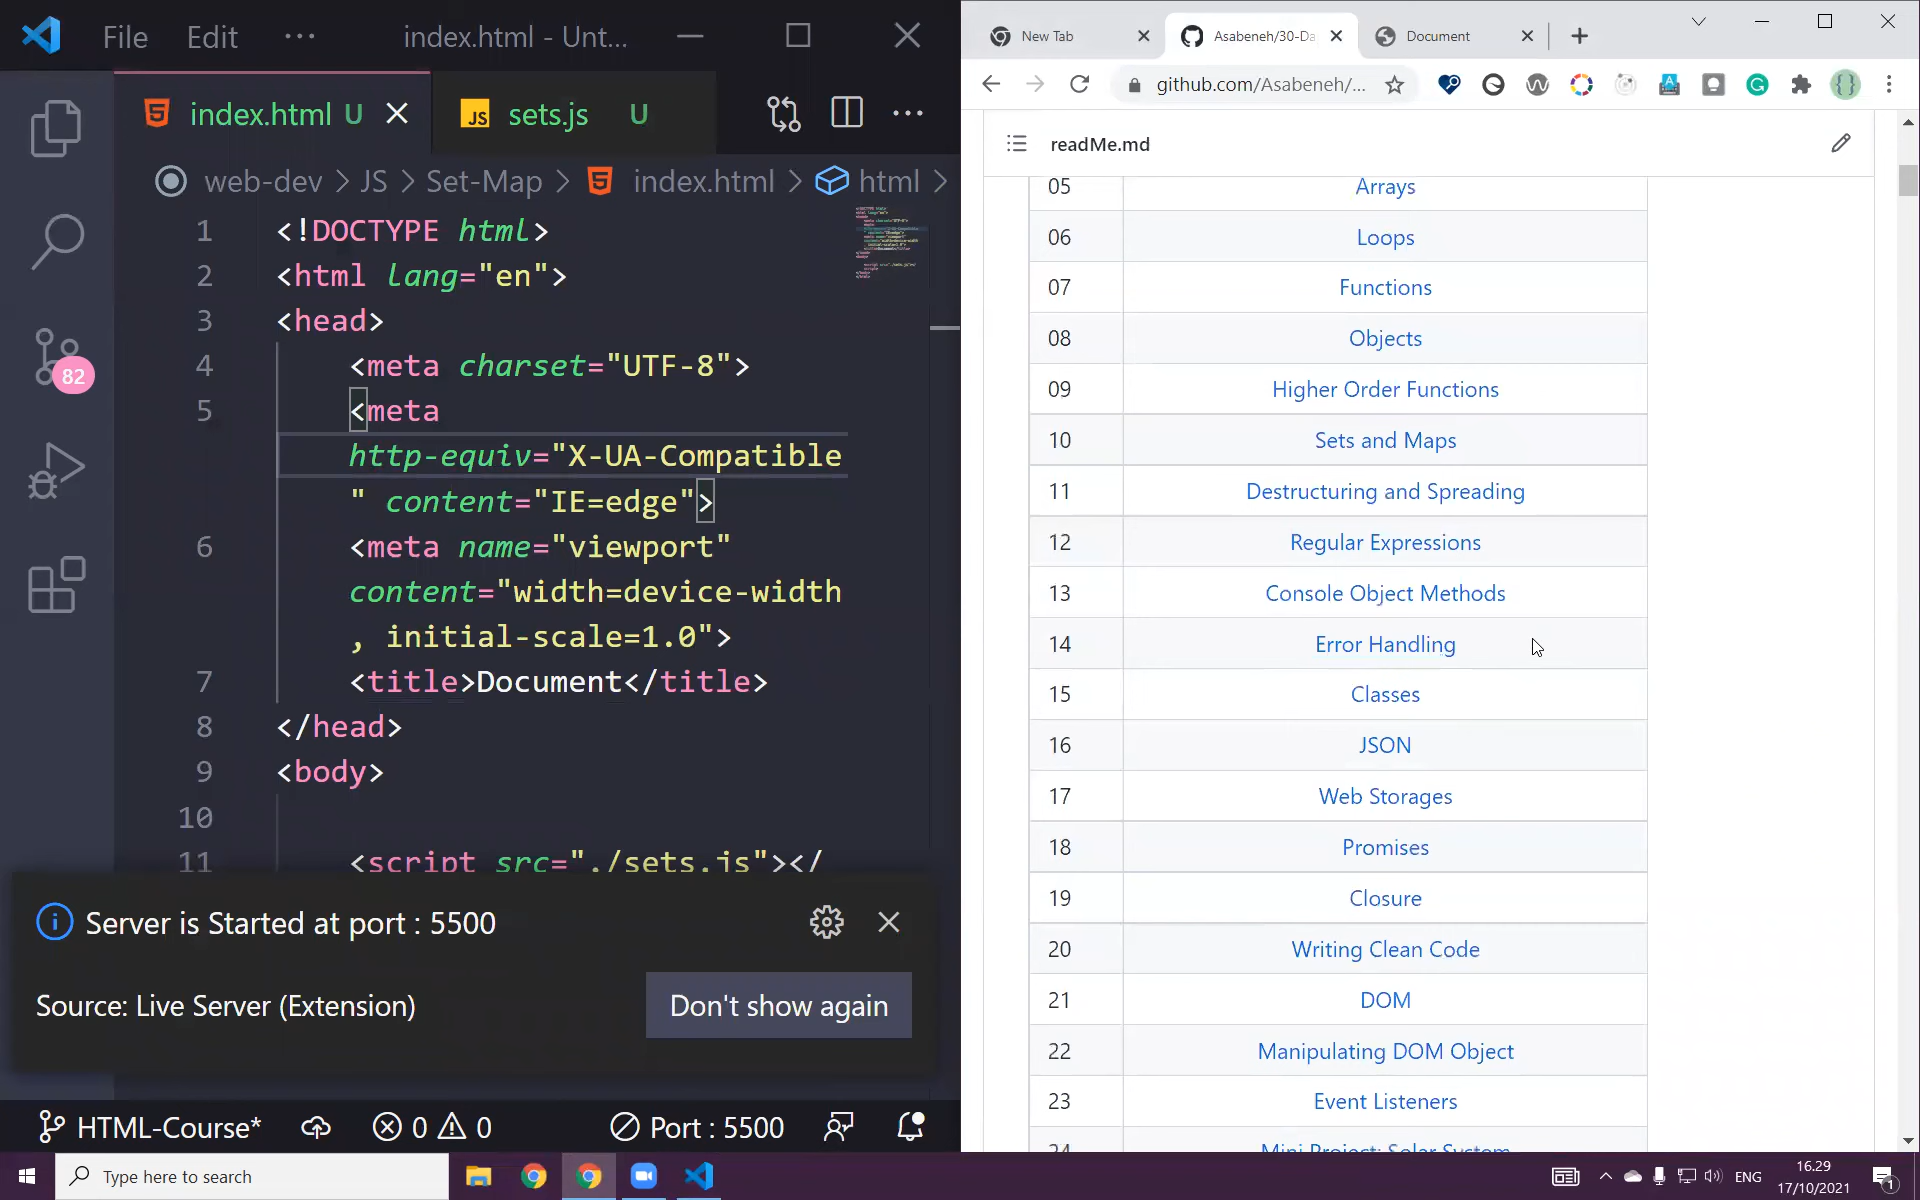 File Edit ··· index.html - Unt...
index.html U sets.js U
web-dev > JS > Set-Map > index.html > html >
1 <!DOCTYPE html>
2 <html lang="en">
3 <head>
4 <meta charset="UTF-8">
5 <meta
http-equiv="X-UA-Compatible
" content="IE=edge">
6 <meta name="viewport"
content="width=device-width
, initial-scale=1.0">
7 <title>Document</title>
8 </head>
9 <body>
10
11 <script src="./sets.js"></
Server is Started at port : 5500
Source: Live Server (Extension)
Don't show again
82
HTML-Course* 0 0 Port : 5500
New Tab
Asabeneh/30-Da
Document
github.com/Asabeneh/...
readMe.md
05 Arrays
06 Loops
07 Functions
08 Objects
09 Higher Order Functions
10 Sets and Maps
11 Destructuring and Spreading
12 Regular Expressions
13 Console Object Methods
14 Error Handling
15 Classes
16 JSON
17 Web Storages
18 Promises
19 Closure
20 Writing Clean Code
21 DOM
22 Manipulating DOM Object
23 Event Listeners
24 Mini Project: Solar System
Type here to search
ENG
16.29
17/10/2021
1